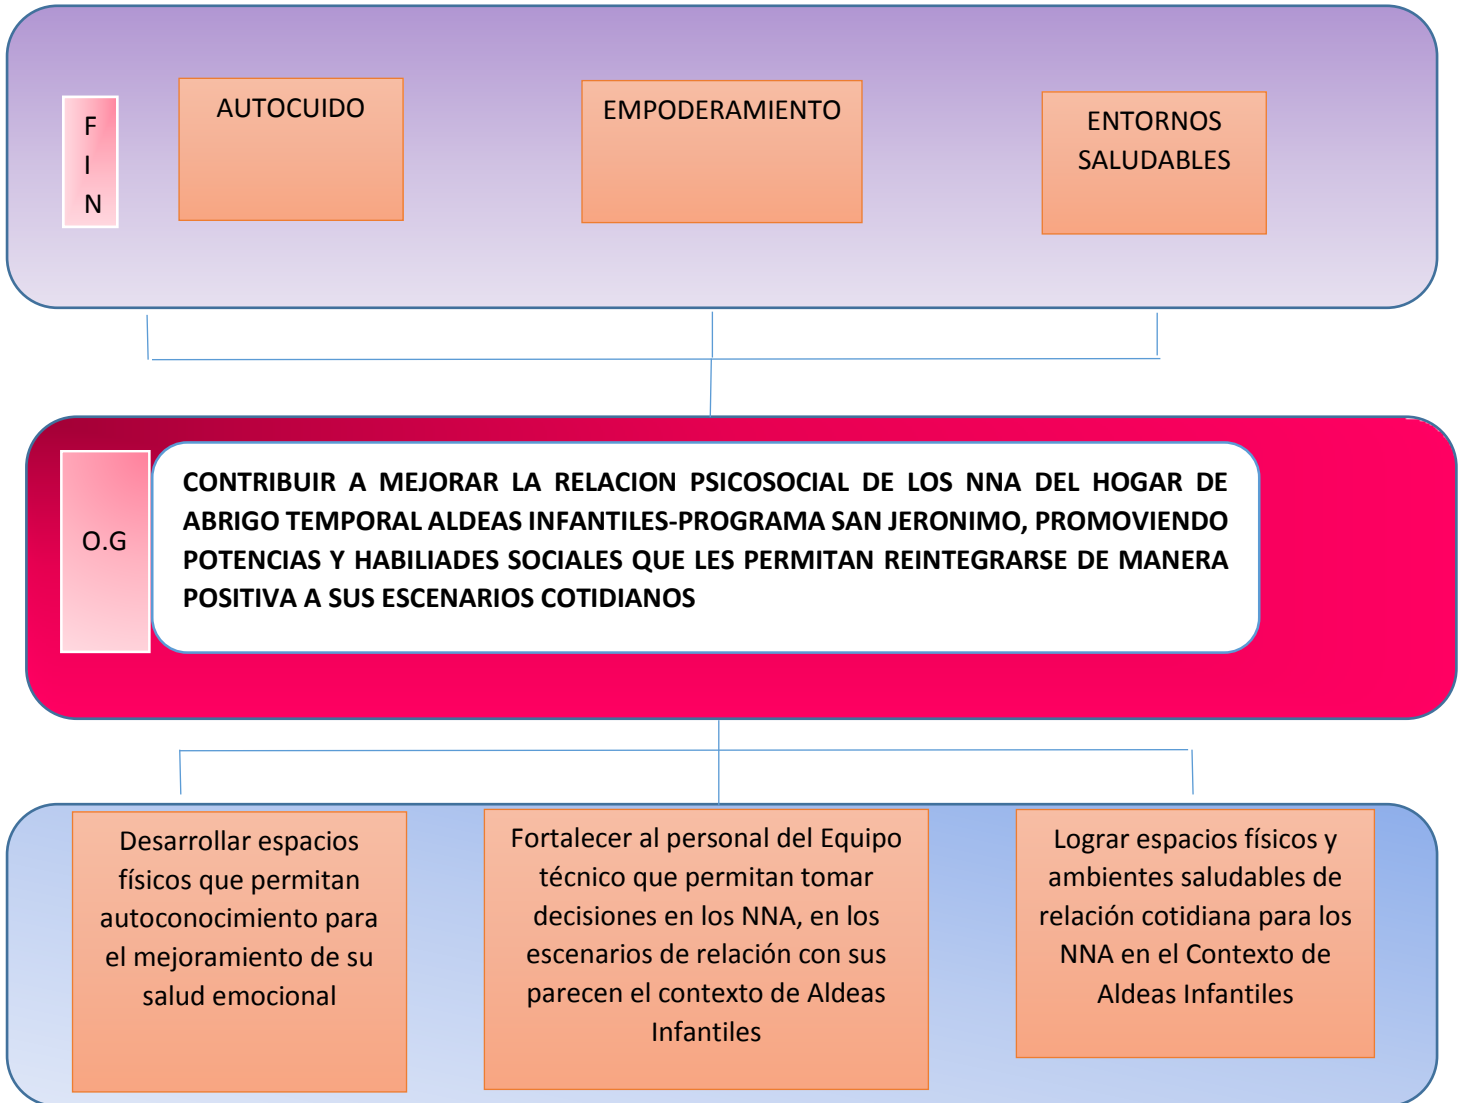 F
I
N
AUTOCUIDO
EMPODERAMIENTO
ENTORNOS
SALUDABLES
O.G
CONTRIBUIR A MEJORAR LA RELACION PSICOSOCIAL DE LOS NNA DEL HOGAR DE
ABRIGO TEMPORAL ALDEAS INFANTILES-PROGRAMA SAN JERONIMO, PROMOVIENDO
POTENCIAS Y HABILIADES SOCIALES QUE LES PERMITAN REINTEGRARSE DE MANERA
POSITIVA A SUS ESCENARIOS COTIDIANOS
Desarrollar espacios
físicos que permitan
autoconocimiento para
el mejoramiento de su
salud emocional
Fortalecer al personal del Equipo
técnico que permitan tomar
decisiones en los NNA, en los
escenarios de relación con sus
parecen el contexto de Aldeas
Infantiles
Lograr espacios físicos y
ambientes saludables de
relación cotidiana para los
NNA en el Contexto de
Aldeas Infantiles